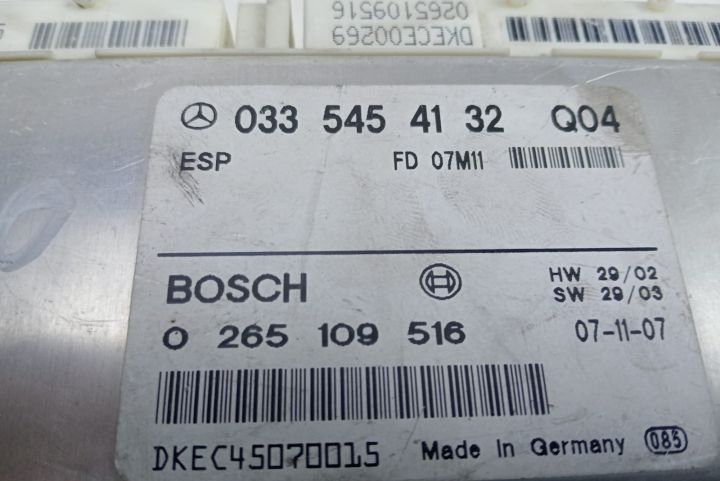 DKECE00269
0265109516
033 545 41 32 Q04
ESP FD 07M11
BOSCH HW 29/02
SW 29/03
0 265 109 516 07-11-07
DKEC45070015 Made in Germany 085